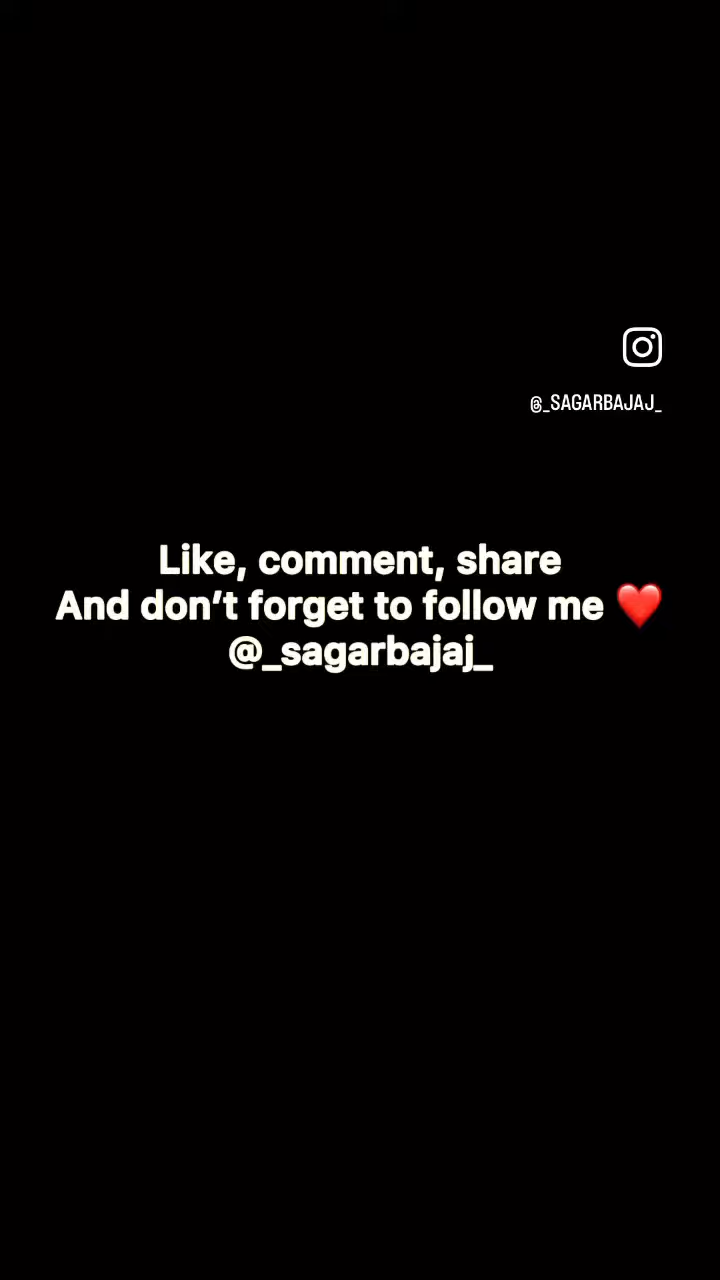 @_SAGARBAJAJ_
Like, comment, share
And don’t forget to follow me ❤️
@_sagarbajaj_